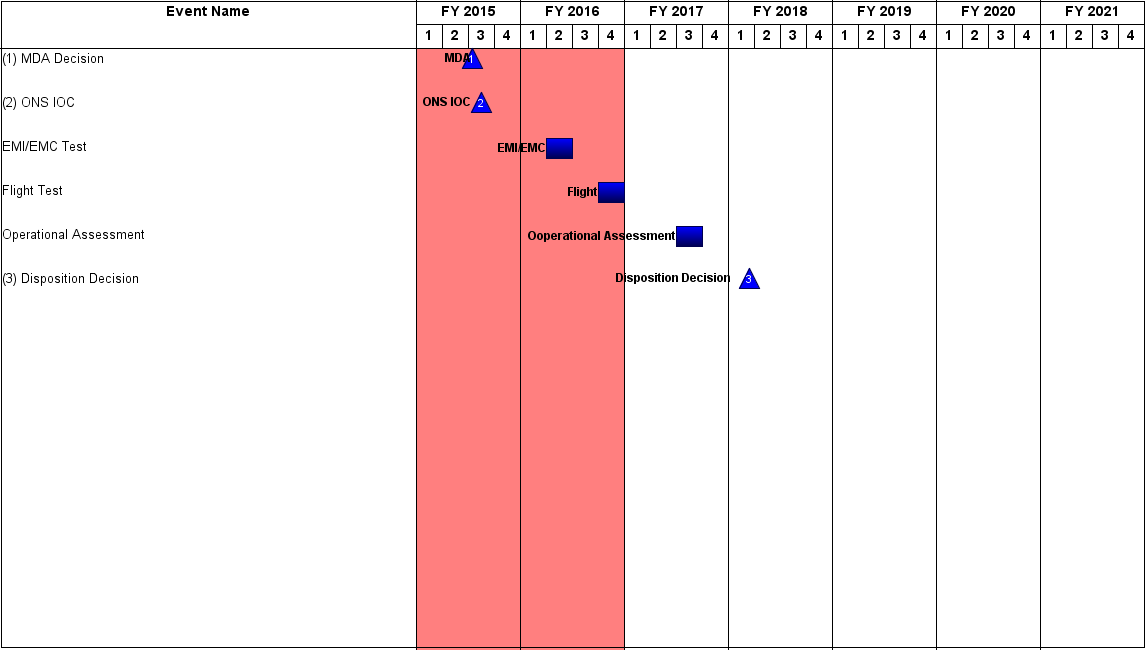 Event Name FY 2015 FY 2016 FY 2017 FY 2018 FY 2019 FY 2020 FY 2021
1 2 3 4 1 2 3 4 1 2 3 4 1 2 3 4 1 2 3 4 1 2 3 4 1 2 3 4
(1) MDA Decision MDA 1
(2) ONS IOC ONS IOC 2
EMI/EMC Test EMI/EMC
Flight Test Flight
Operational Assessment Ooperational Assessment
(3) Disposition Decision Disposition Decision 3